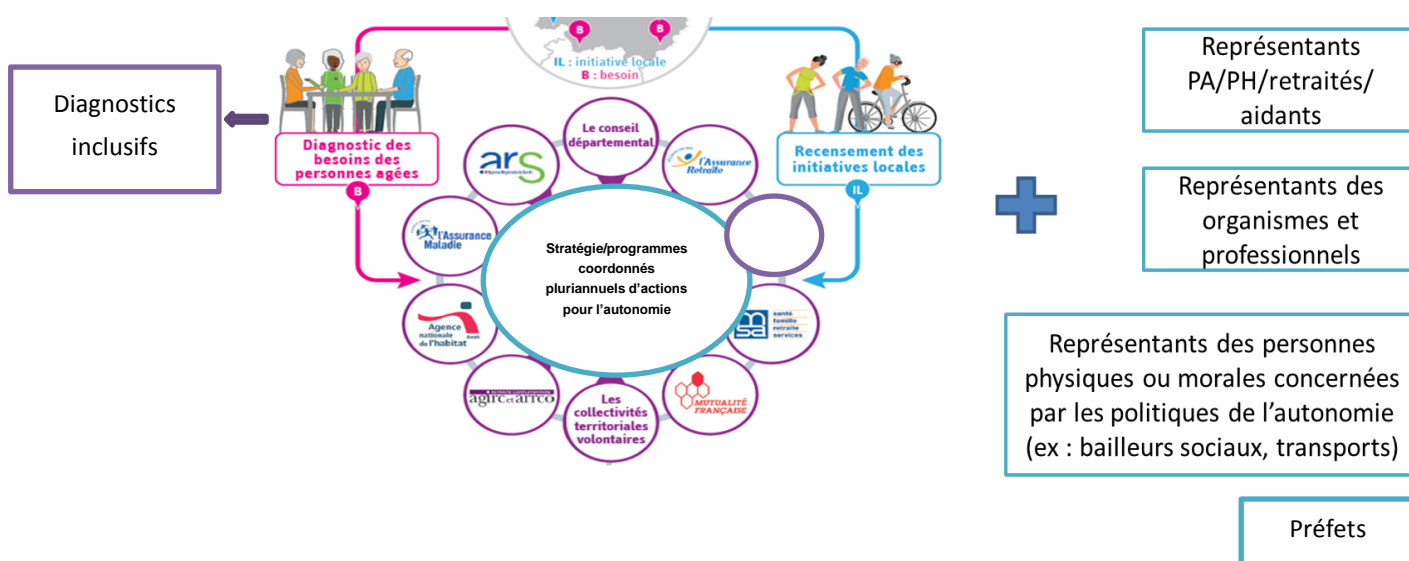 B
B
IL : initiative locale
B : besoin
Diagnostics
inclusifs
Diagnostic des
besoins des
personnes agées
B
Le conseil
départemental
ars
l'Assurance
Retraite
Recensement des
initiatives locales
IL
l'Assurance
Maladie
Stratégie/programmes
coordonnés
pluriannuels d'actions
pour l'autonomie
Agence
nationale
de l'habitat
Anah
msa
santé
famille
retraite
services
agirc et arrco
Les
collectivités
territoriales
volontaires
MUTUALITÉ
FRANÇAISE
Représentants
PA/PH/retraités/
aidants
Représentants des
organismes et
professionnels
Représentants des personnes
physiques ou morales concernées
par les politiques de l'autonomie
(ex : bailleurs sociaux, transports)
Préfets